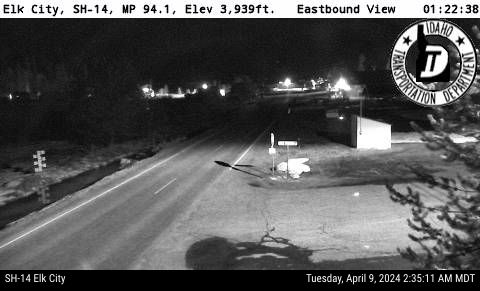 Elk City, SH-14, MP 94.1, Elev 3,939ft. Eastbound View 01:22:38
IDAHO
TRANSPORTATION DEPARTMENT
SH-14 Elk City Tuesday, April 9, 2024 2:35:11 AM MDT